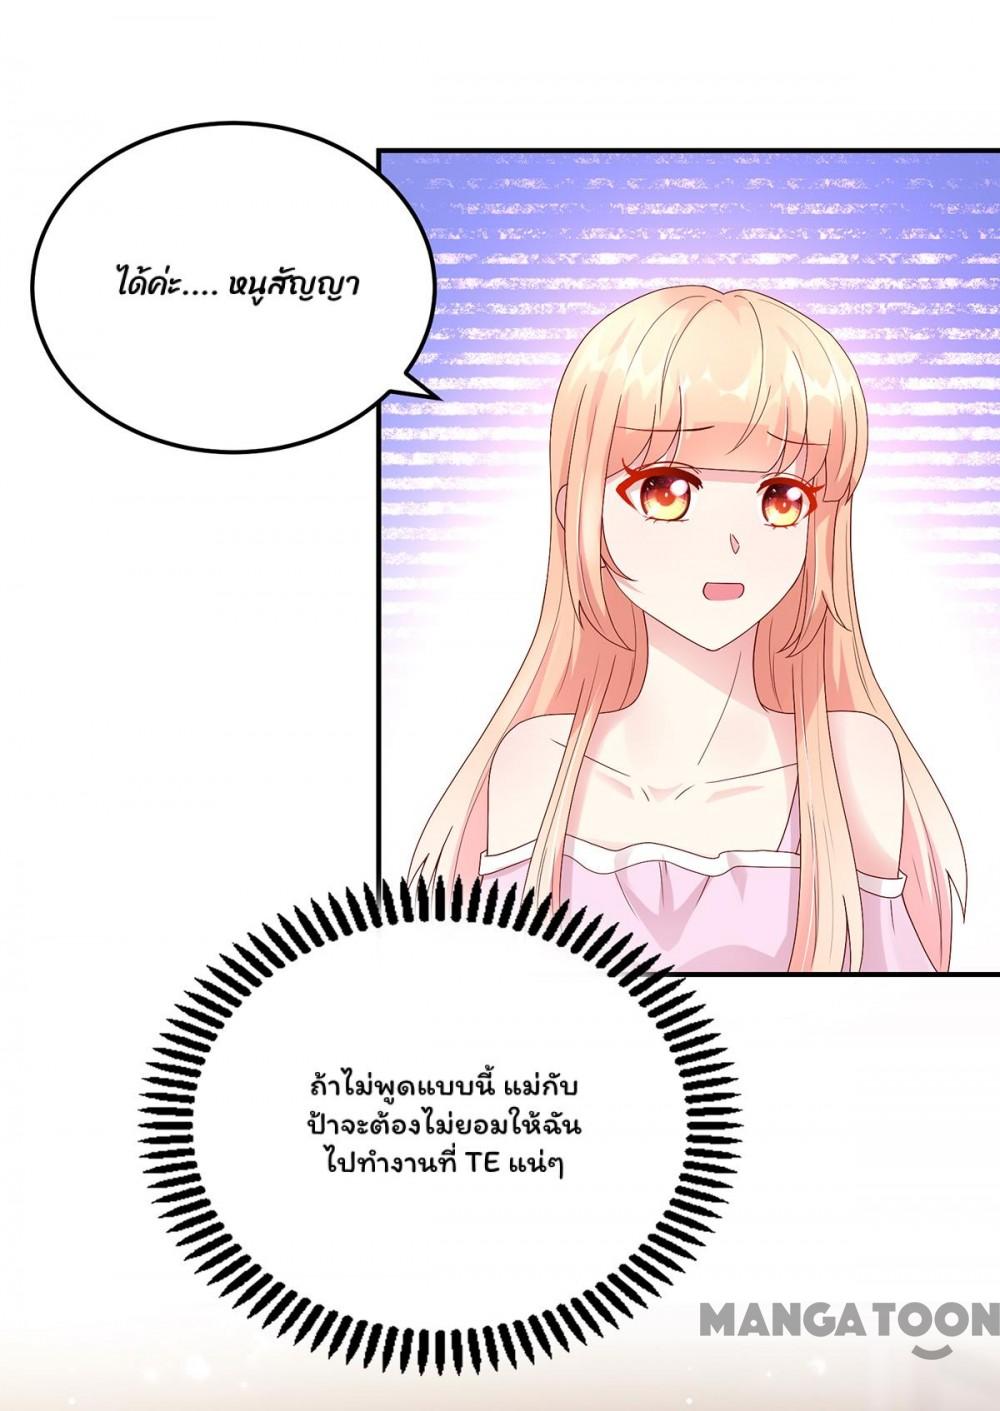 ได้ค่ะ.... หนูสัญญา
ถ้าไม่พูดแบบนี้ แม่กับ
ป้าจะต้องไม่ยอมให้ฉัน
ไปทำงานที่ TE แน่ๆ
MANGATOON